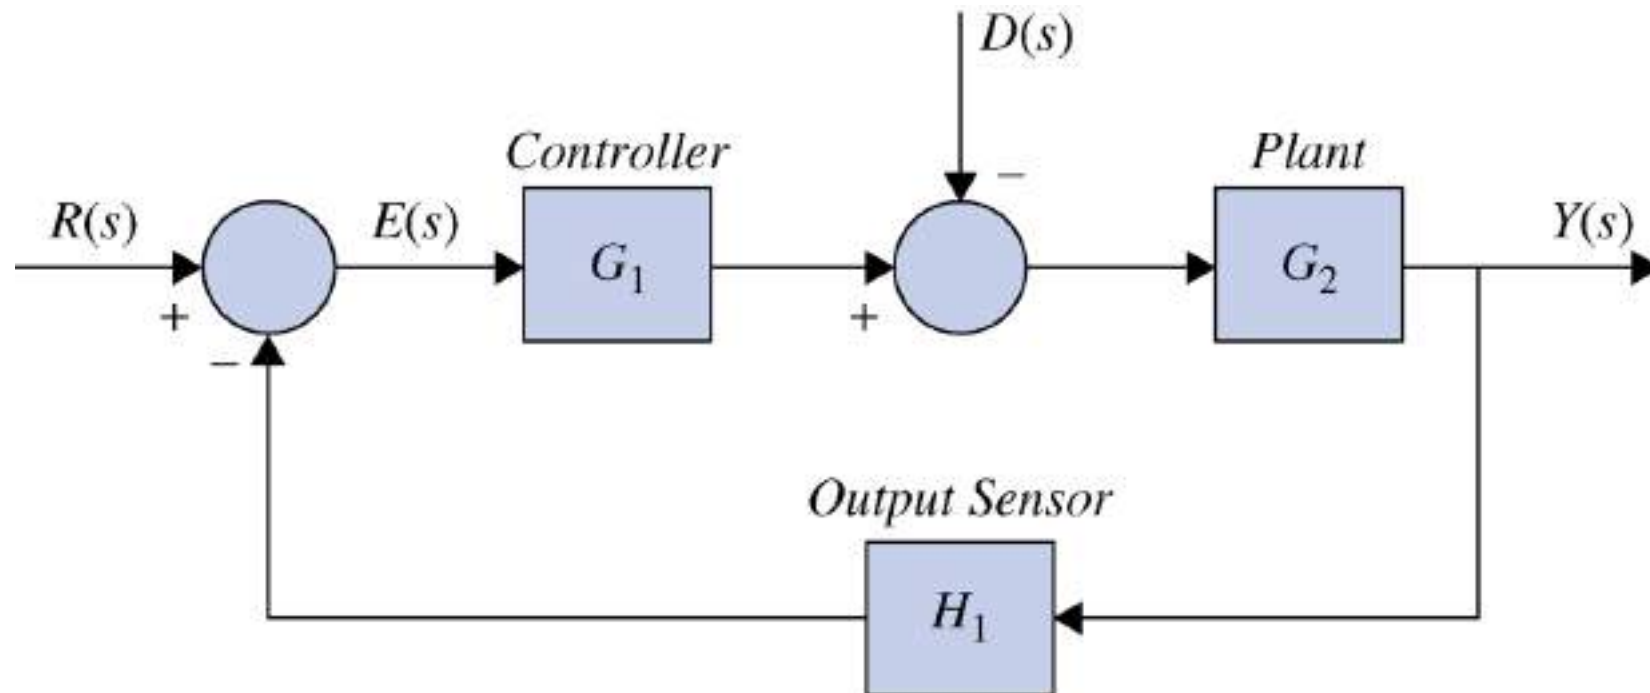 D(s)
Controller
Plant
−
R(s)
E(s)
Y(s)
G₁
G₂
+
+
−
Output Sensor
H₁